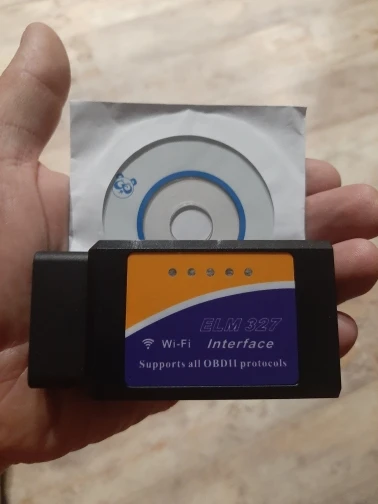 ELM 327
Wi-Fi Interface
Supports all OBDII protocols